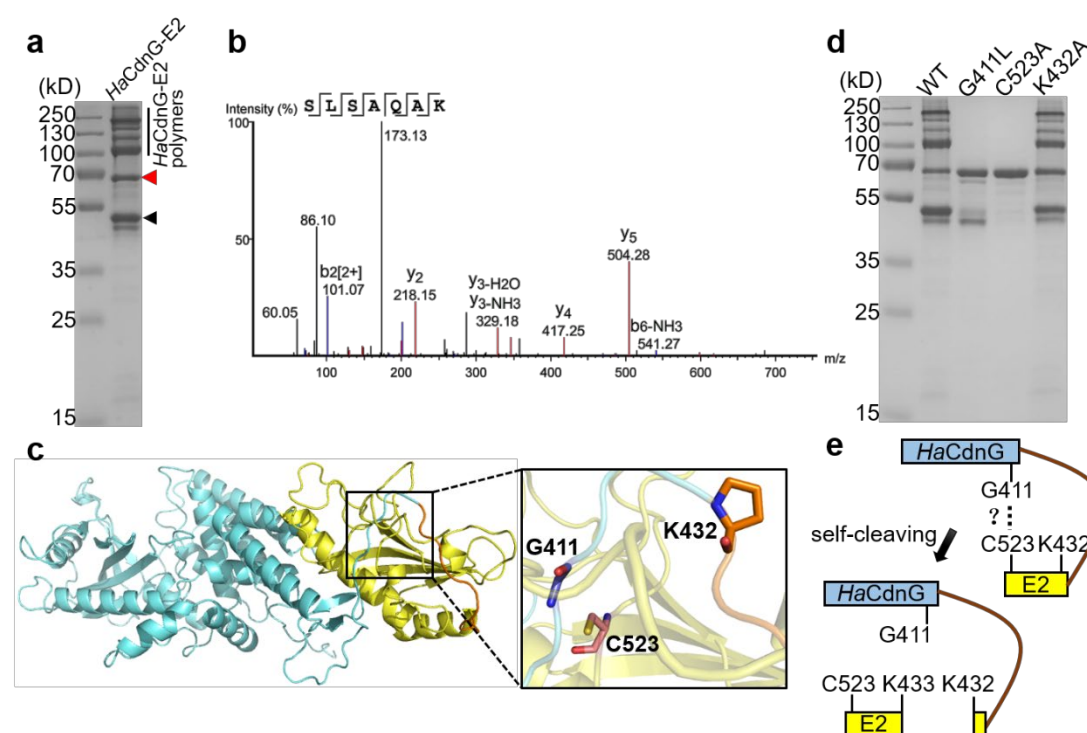 a
(kD)
HaCdnG-E2
HaCdnG-E2
polymers
250
130
100
70
55
35
25
15
b
Intensity (%)
S L S A Q A K
100
50
60.05
86.10
b2[2+]
101.07
173.13
y2
218.15
y3-H2O
y3-NH3
329.18
y4
417.25
y5
504.28
b6-NH3
541.27
100 200 300 400 500 600 700
m/z
c
G411
K432
C523
d
(kD)
WT
G411L
C523A
K432A
250
130
100
70
55
35
25
15
e
HaCdnG
G411
?
C523 K432
E2
self-cleaving
HaCdnG
G411
C523 K433 K432
E2